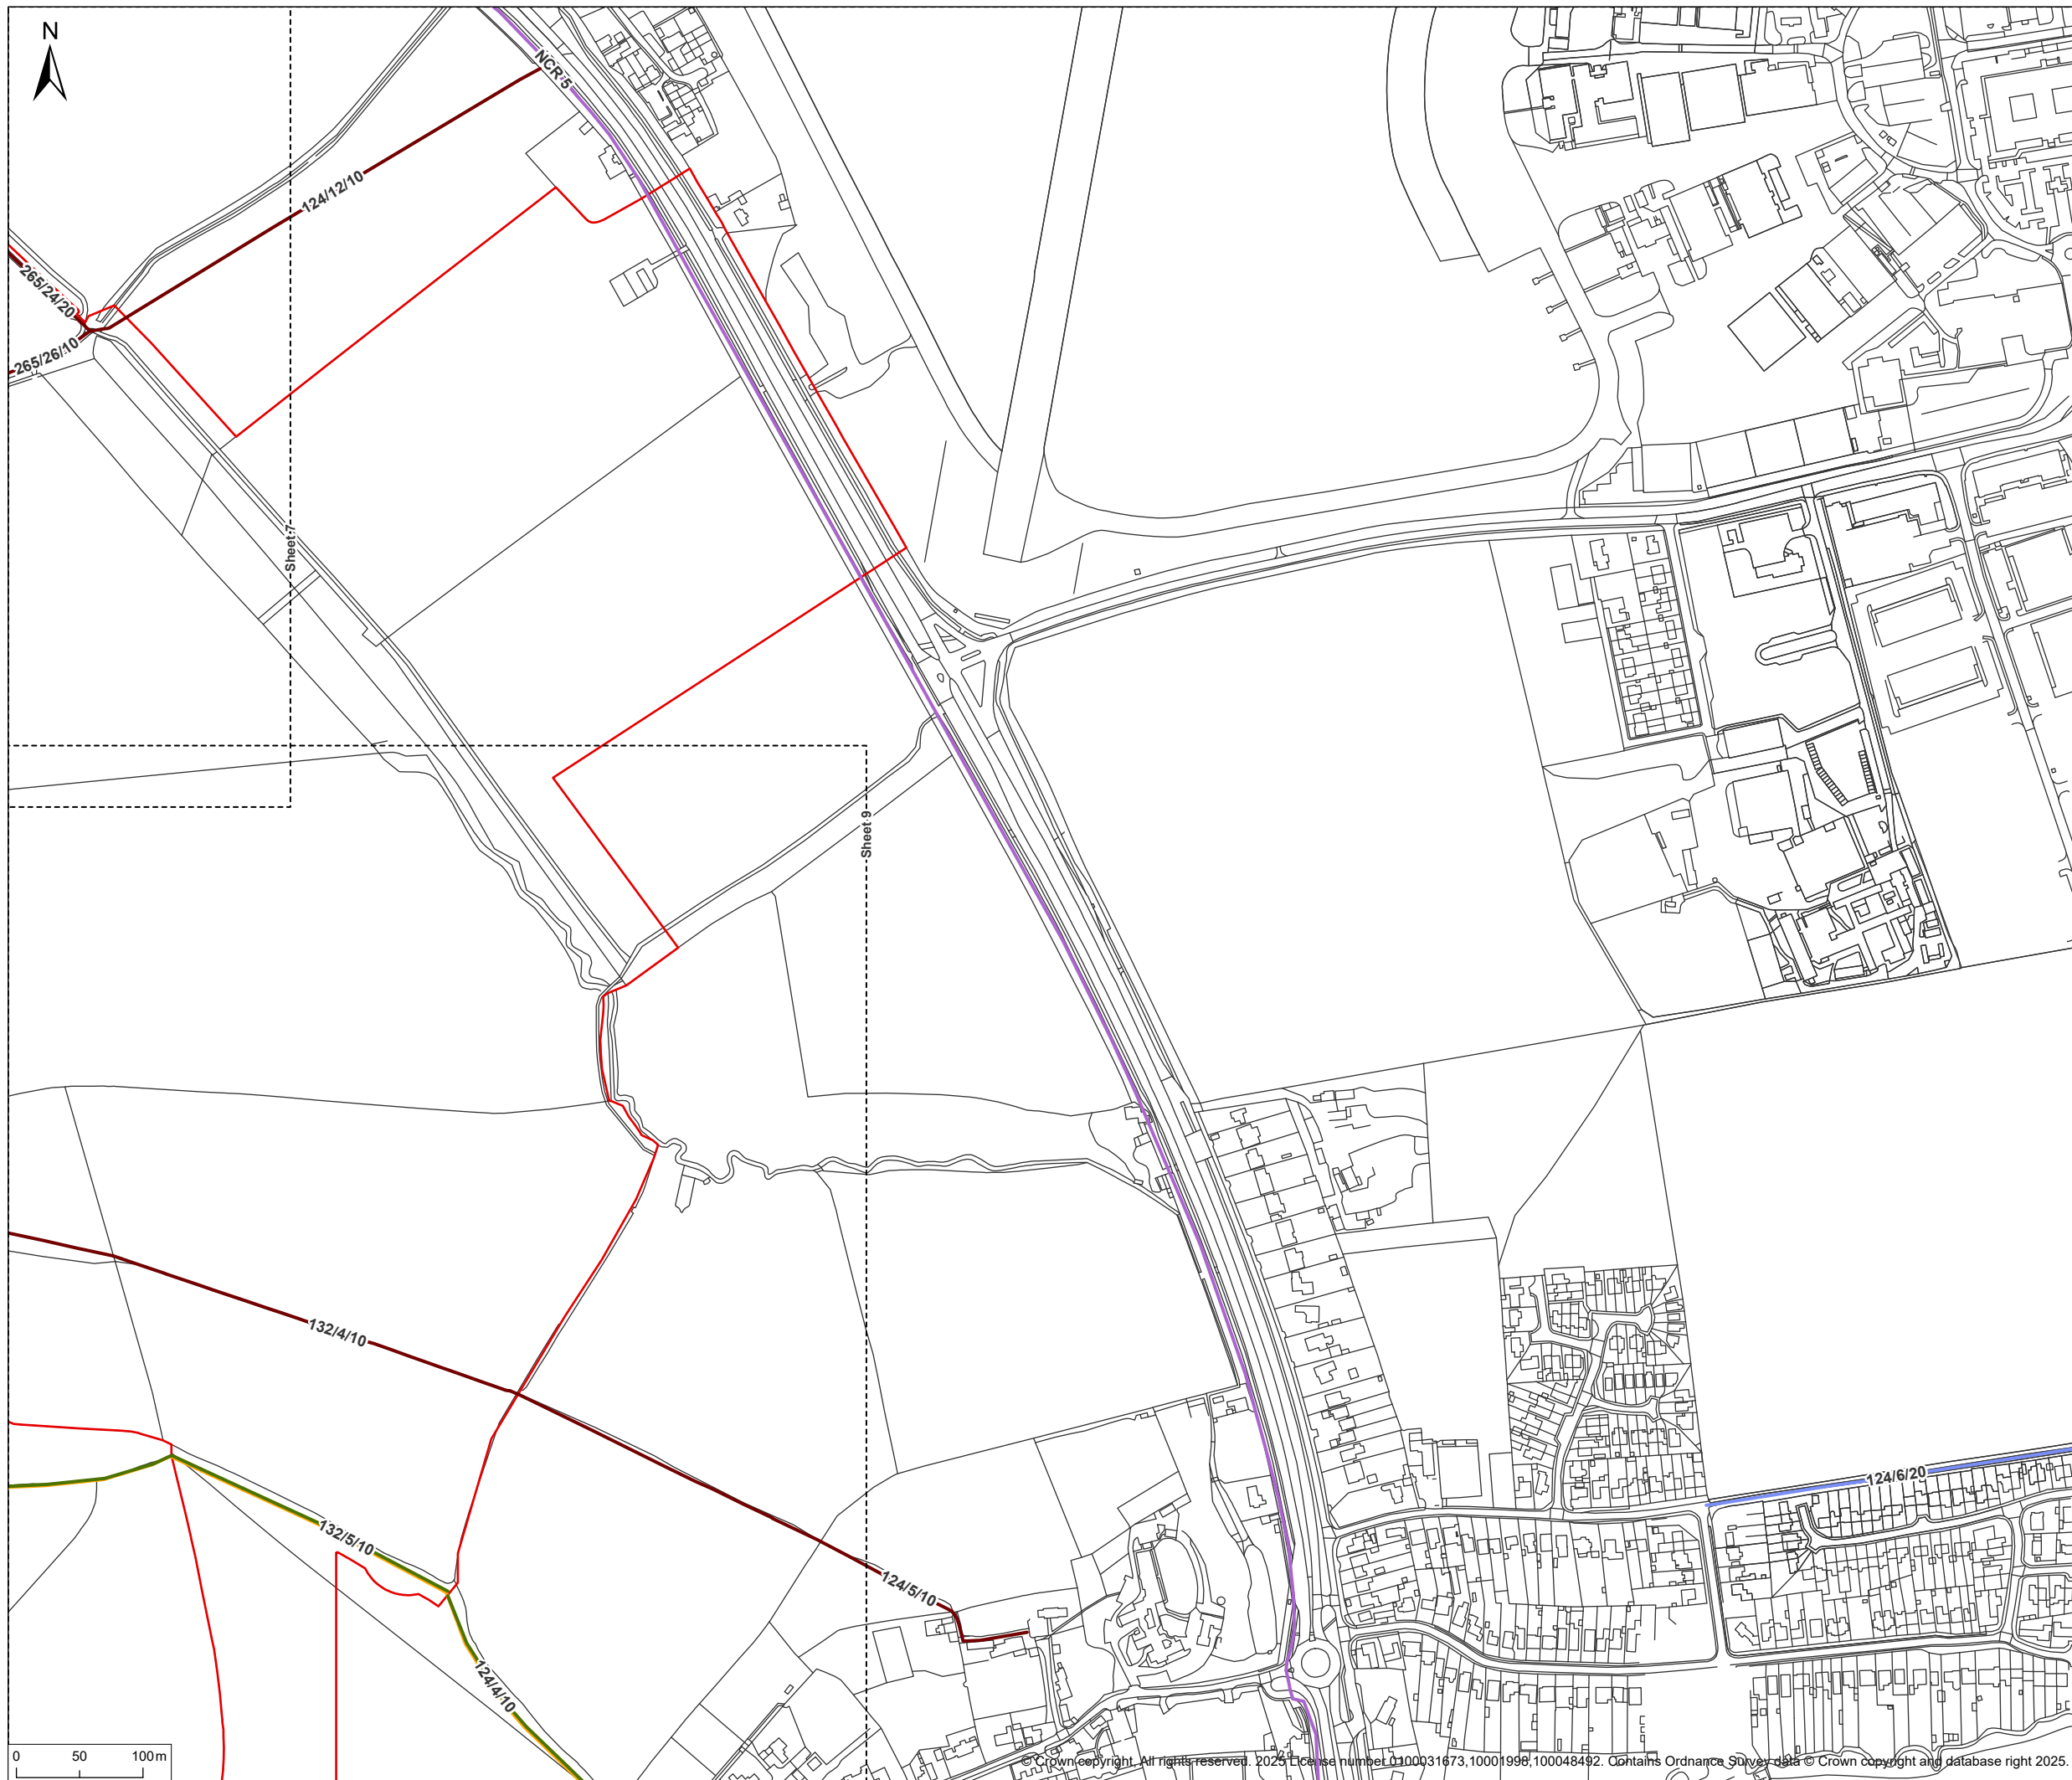 N
NCR 5
124/12/10
265/24/20
265/26/10
Sheet 7
Sheet 9
132/4/10
124/6/20
132/5/10
124/5/10
124/4/10
0 50 100 m
© Crown copyright, All rights reserved. 2025 License number 0100031673,10001998,100048492. Contains Ordnance Survey data © Crown copyright and database right 2025.